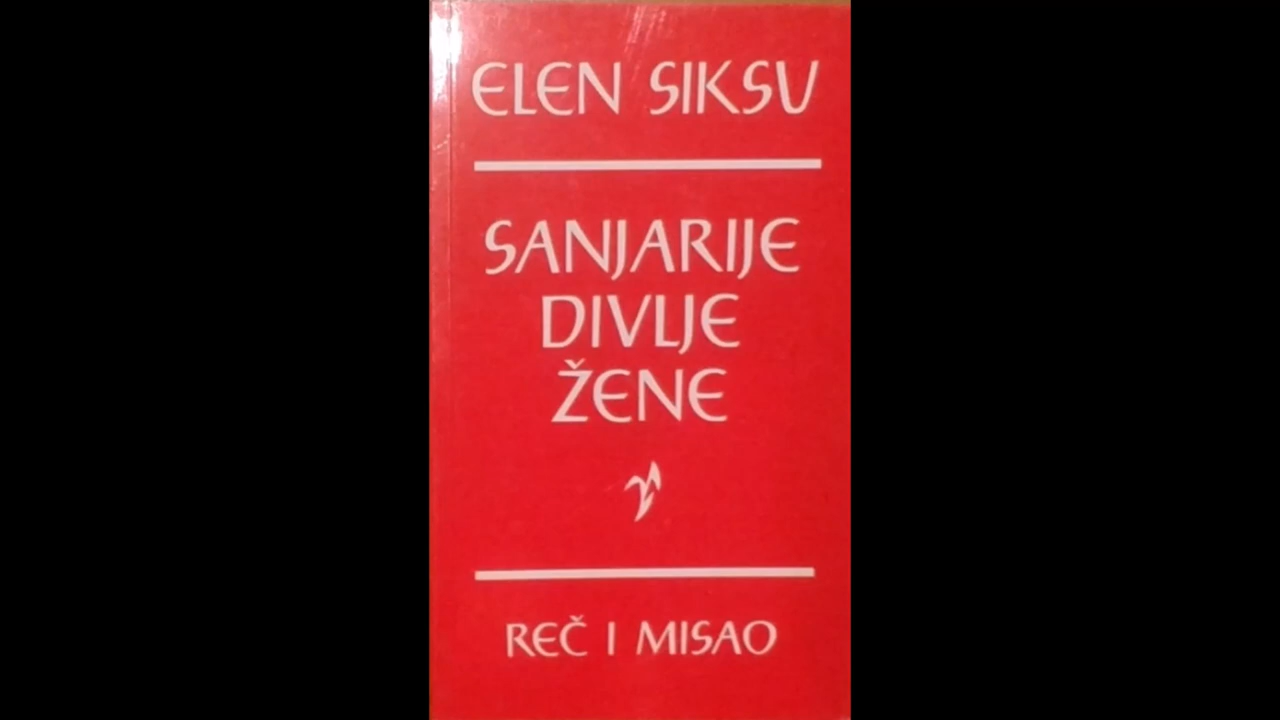 ELEN SIKSU
SANJARIJE
DIVLJE
ŽENE
REČ I MISAO